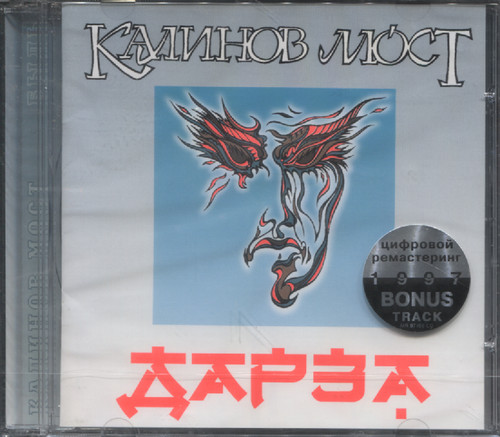 КАЛИНОВ МОСТ
цифровой
ремастеринг
1997
BONUS
TRACK
ДАРЗА
КАЛИНОВ МОСТ